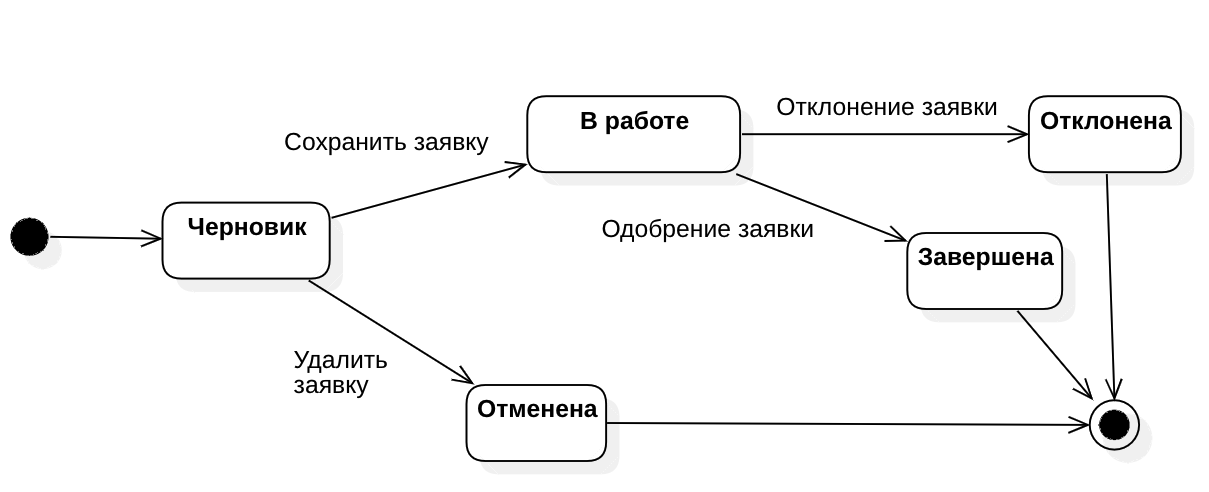 Отклонение заявки
В работе
Отклонена
Сохранить заявку
Черновик
Одобрение заявки
Завершена
Удалить
заявку
Отменена